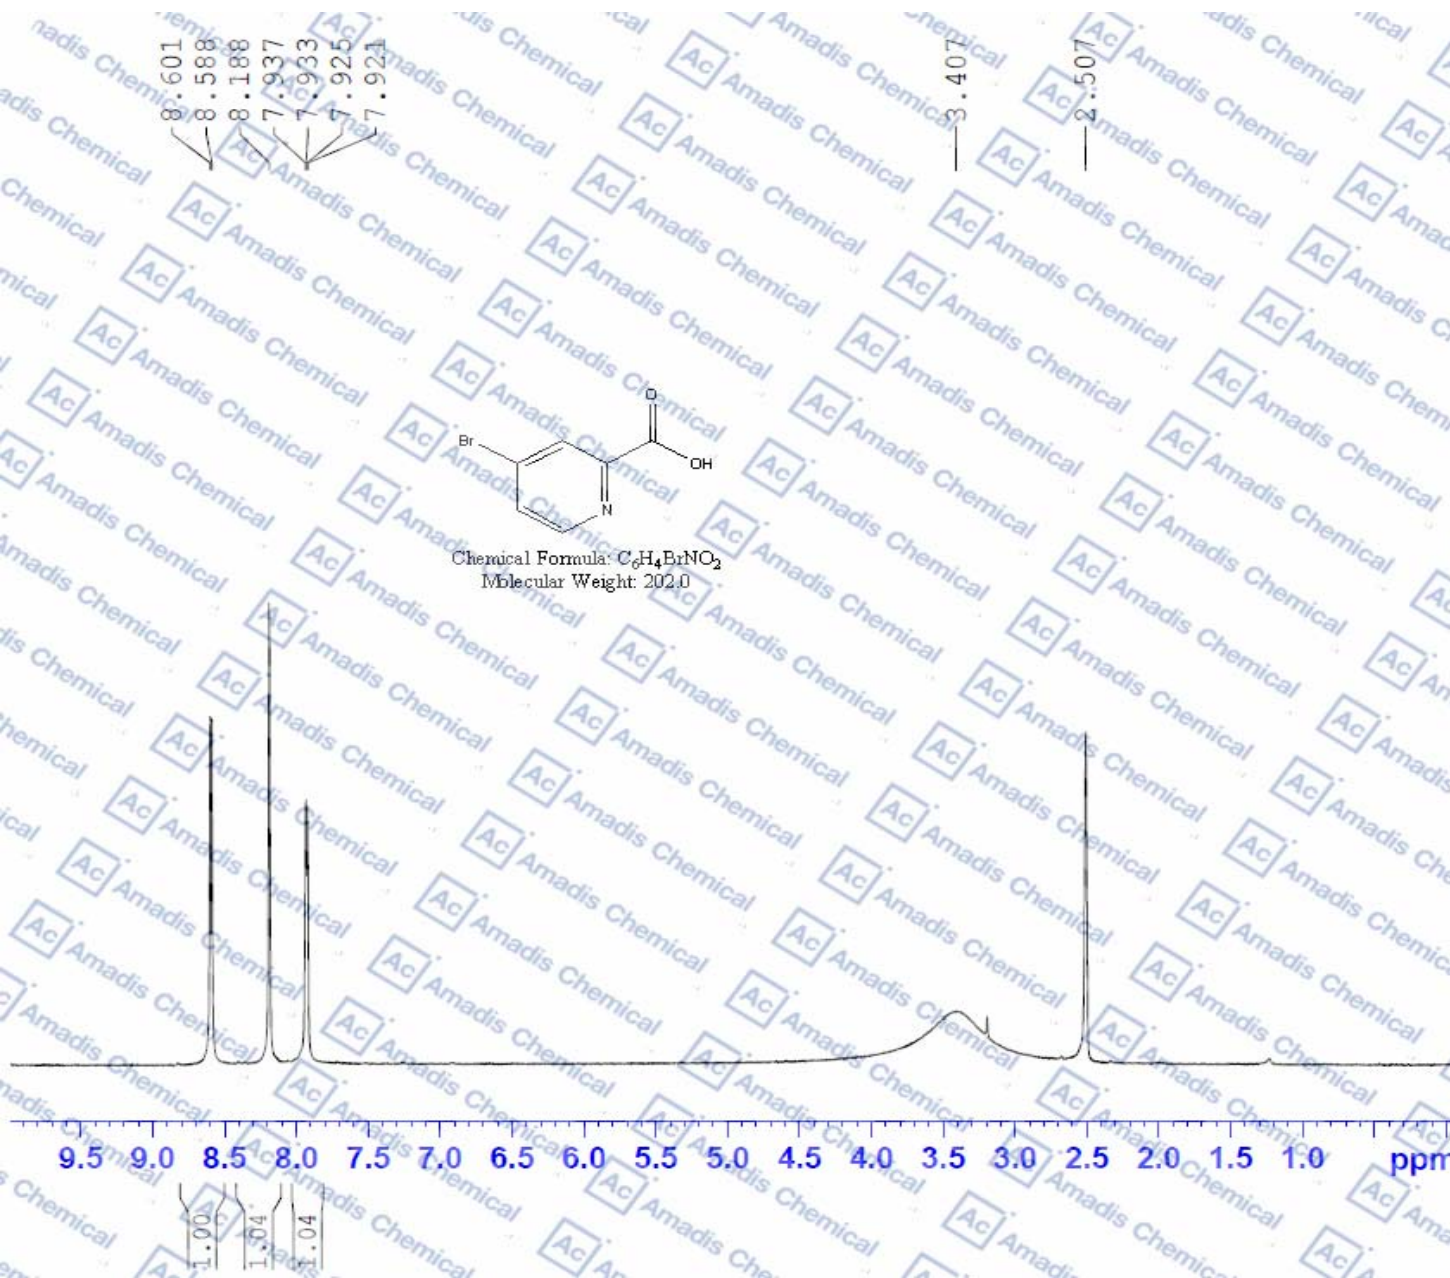 8.601
8.588
8.188
7.937
7.933
7.925
7.921
3.407
2.507
O
Br
OH
N
Chemical Formula: C₆H₄BrNO₂
Molecular Weight: 202.0
9.5 9.0 8.5 8.0 7.5 7.0 6.5 6.0 5.5 5.0 4.5 4.0 3.5 3.0 2.5 2.0 1.5 1.0 ppm
1.00
1.04
1.04
Ac Amadis Chemical